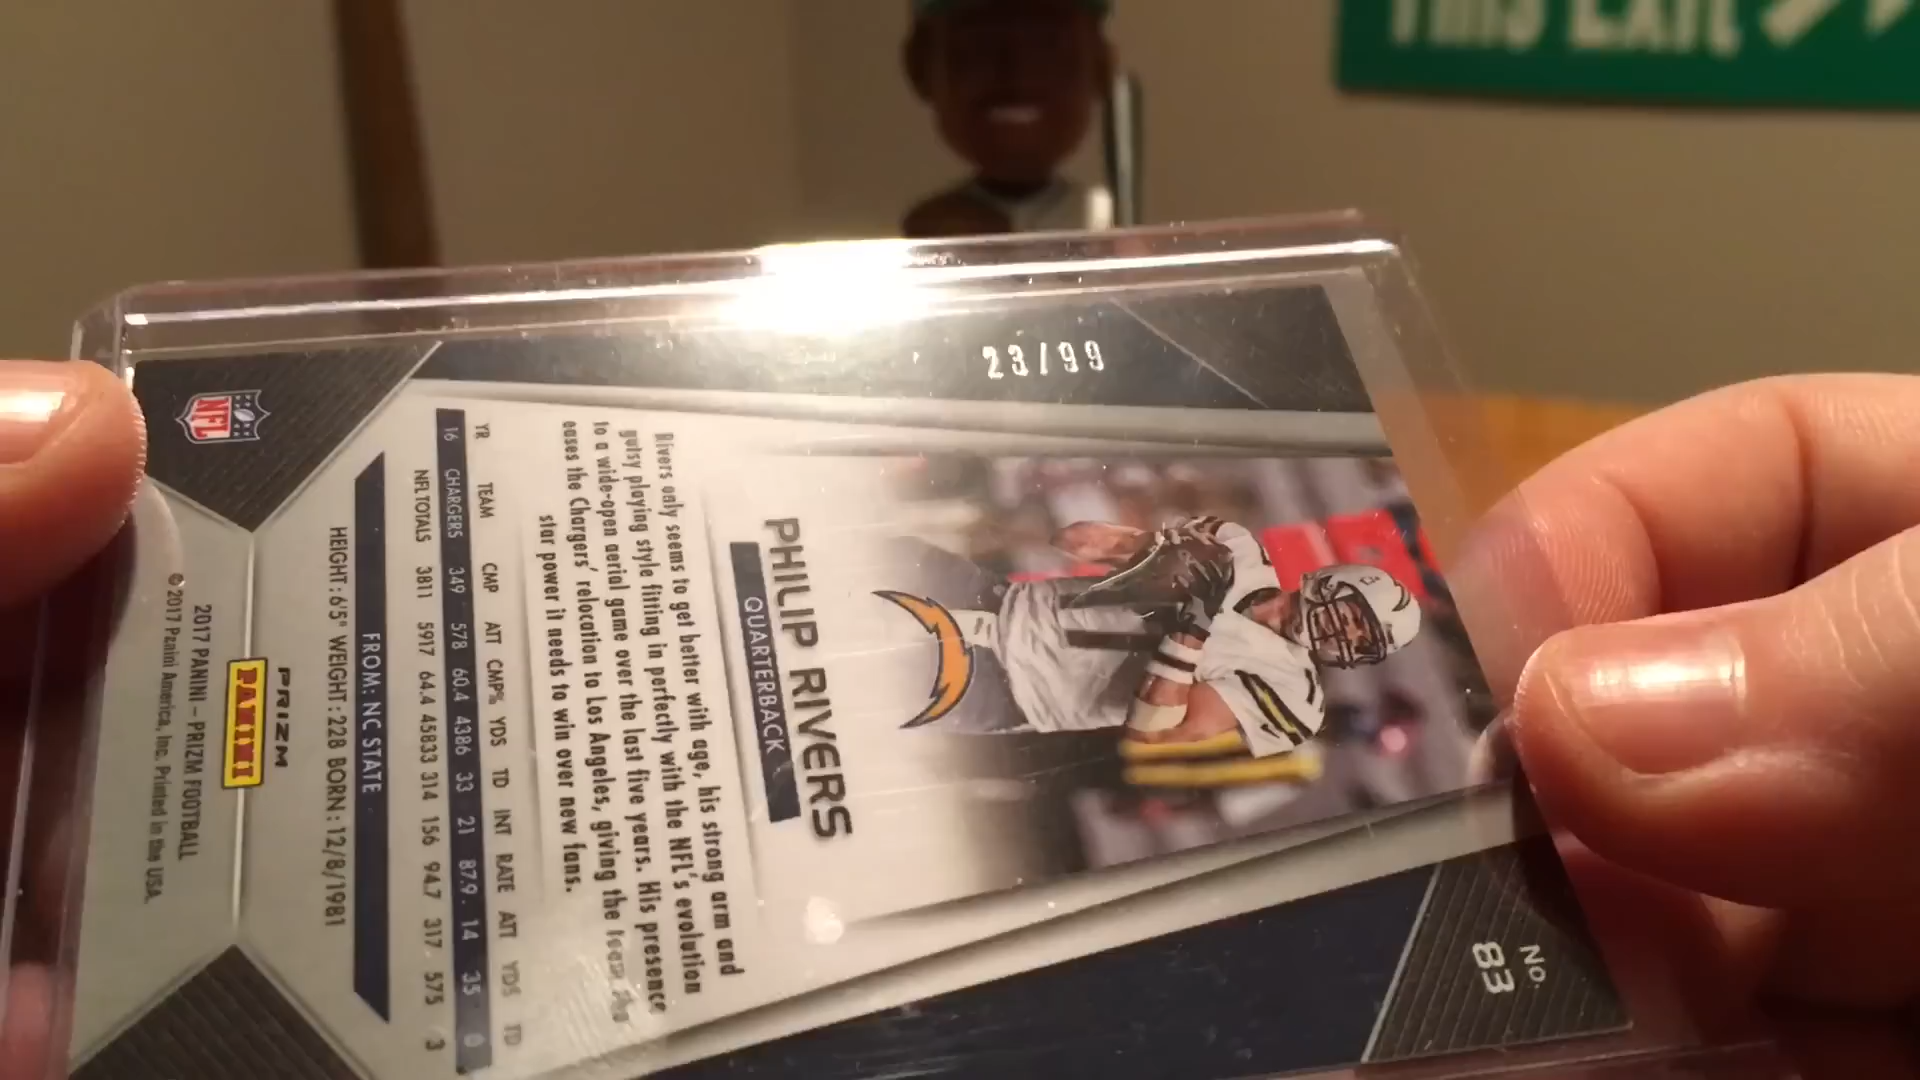 This Exit
23/99
No.
83
PHILIP RIVERS
QUARTERBACK
Rivers only seems to get better with age, his strong arm and
gutsy playing style fitting in perfectly with the NFL's evolution
to a wide-open aerial game over the last five years. His presence
eases the Chargers' relocation to Los Angeles, giving the team the
star power it needs to win over new fans.
YR TEAM CMP ATT CMP% YDS TD INT RATE ATT YDS TD
16 CHARGERS 349 578 60.4 4386 33 21 87.9 14 35 0
NFL TOTALS 3811 5917 64.4 45833 314 156 94.7 317 575 3
FROM: NC STATE
HEIGHT: 6'5" WEIGHT: 228 BORN: 12/8/1981
PRIZM
PANINI
NFL
2017 PANINI – PRIZM FOOTBALL
© 2017 Panini America, Inc. Printed in the USA.